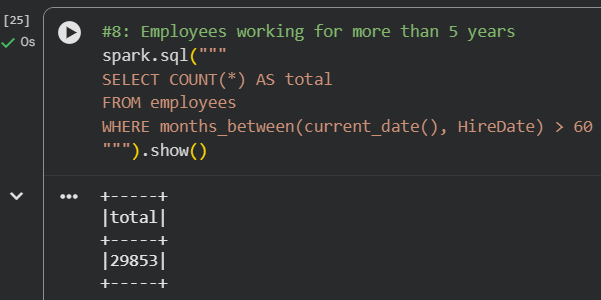 [25]
0s
#8: Employees working for more than 5 years
spark.sql("""
SELECT COUNT(*) AS total
FROM employees
WHERE months_between(current_date(), HireDate) > 60
""").show()
+-----+
|total|
+-----+
|29853|
+-----+